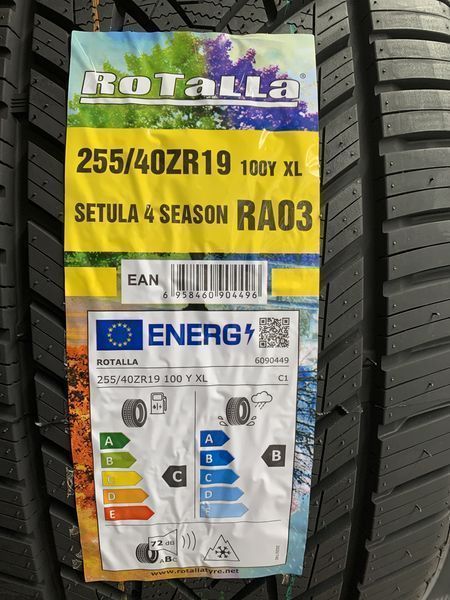 RoTaLLa®
255/40ZR19 100Y XL
SETULA 4 SEASON RA03
EAN
6 958460 904496
ENERG
ROTALLA 6090449
255/40ZR19 100 Y XL C1
A A
B B
C C
D D
E E
C B
72 dB
ABC
www.rotallatyre.net